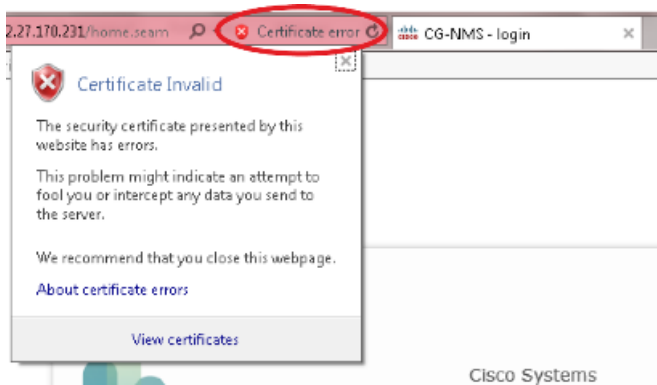 2.27.170.231/home.seam Certificate error CG-NMS - login
Certificate Invalid
The security certificate presented by this
website has errors.
This problem might indicate an attempt to
fool you or intercept any data you send to
the server.
We recommend that you close this webpage.
About certificate errors
View certificates
Cisco Systems